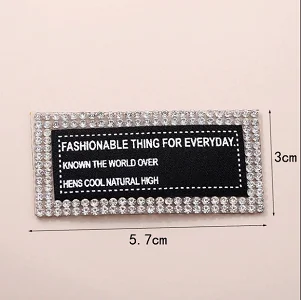 FASHIONABLE THING FOR EVERYDAY.
KNOWN THE WORLD OVER
HENS COOL NATURAL HIGH
3cm
5.7cm